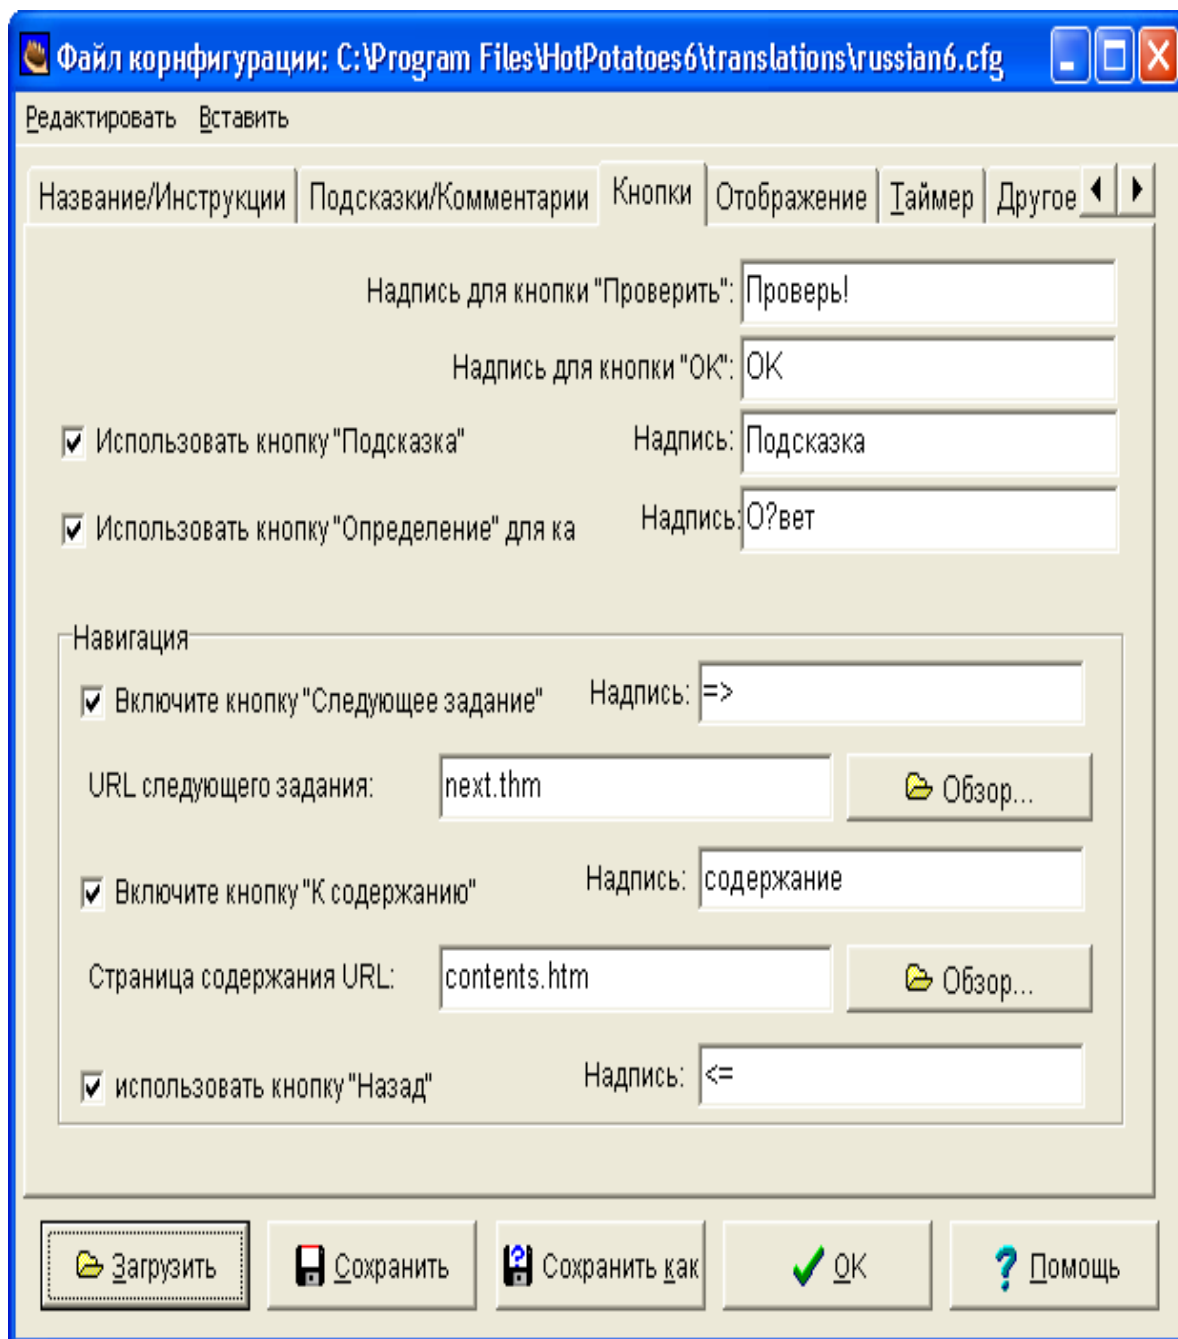 Файл корнфигурации: C:\Program Files\HotPotatoes6\translations\russian6.cfg
Редактировать Вставить
Название/Инструкции Подсказки/Комментарии Кнопки Отображение Таймер Другое
Надпись для кнопки "Проверить": Проверь!
Надпись для кнопки "OK": OK
Использовать кнопку "Подсказка" Надпись: Подсказка
Использовать кнопку "Определение" для ка Надпись: О?вет
Навигация
Включите кнопку "Следующее задание" Надпись: =>
URL следующего задания: next.thm Обзор...
Включите кнопку "К содержанию" Надпись: содержание
Страница содержания URL: contents.htm Обзор...
использовать кнопку "Назад" Надпись: <=
Загрузить Сохранить Сохранить как OK Помощь